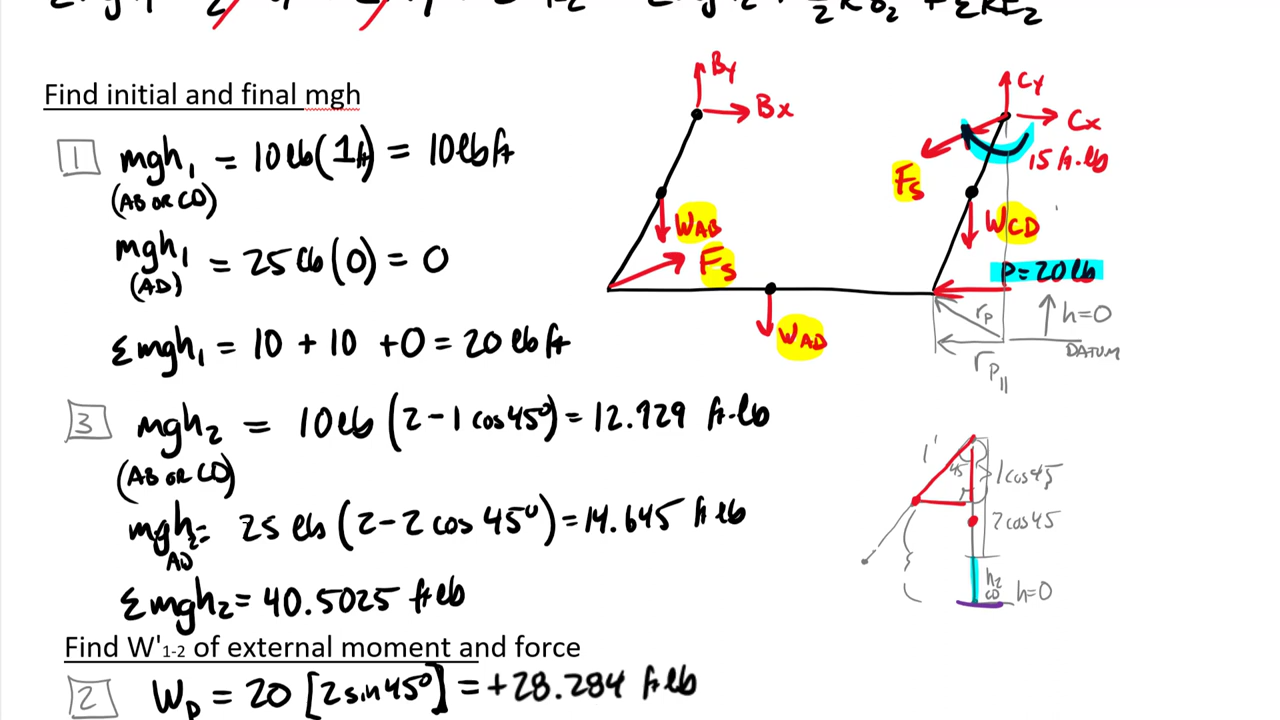 Find initial and final mgh
1 mgh₁ = 10lb(1ft) = 10lbft
(AB OR CD)
mgh₁ = 25lb(0) = 0
(AD)
Σmgh₁ = 10 + 10 + 0 = 20 lbft
3 mgh₂ = 10lb (2 - 1 cos45°) = 12.929 ft-lb
(AB OR CD)
mgh₂ = 25 lbs (2 - 2 cos 45°) = 14.645 ft lb
AD
Σmgh₂ = 40.5025 ft lb
Find W'1-2 of external moment and force
2 Wp = 20 [2sin45°] = +28.284 ft lb
By
Bx
WAB
Fs
WAD
Cy
Cx
15 ft.lb
Fs
WCD
P=20lb
rp
h=0
DATUM
rp||
1'
45
1cos45
2cos45
h₂
CD
h=0